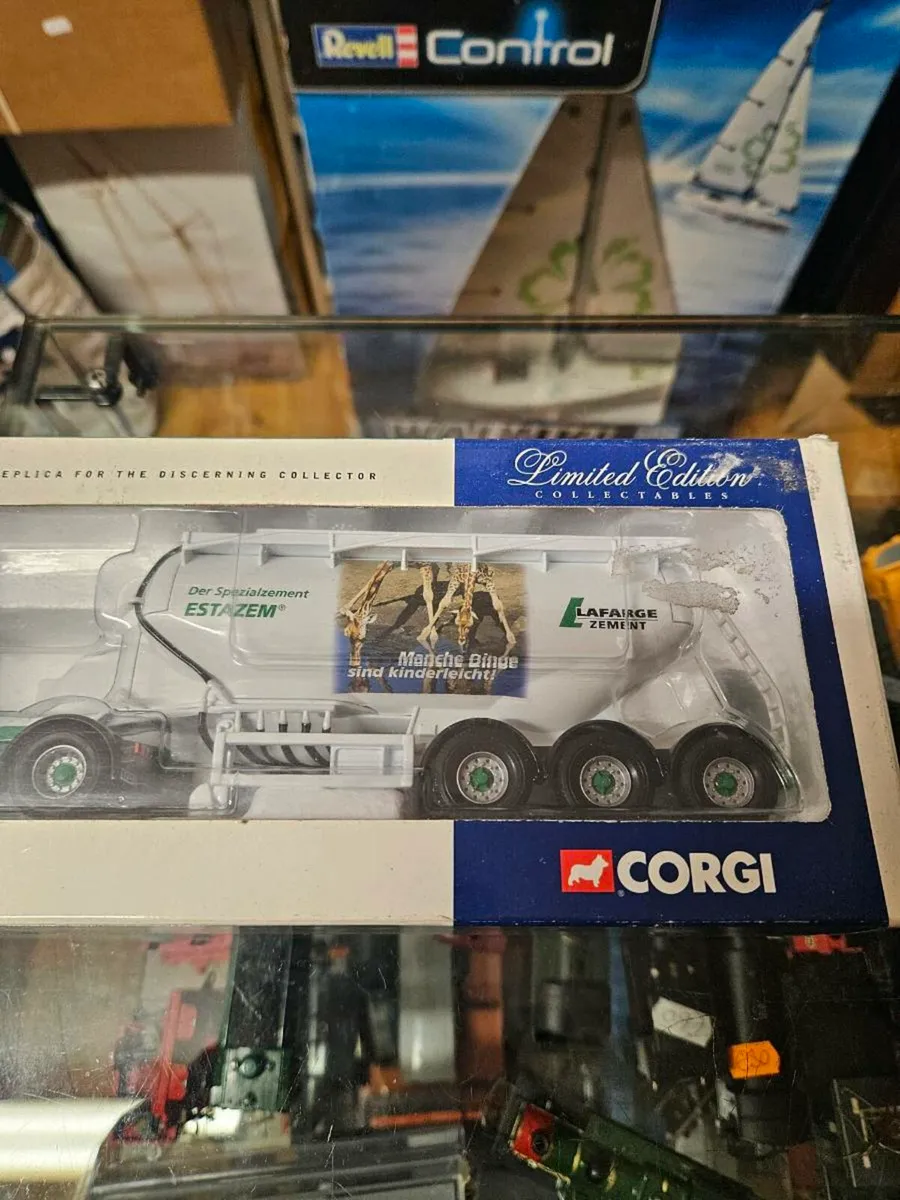 Revell Control
EPLICA FOR THE DISCERNING COLLECTOR
Limited Edition
COLLECTABLES
Der Spezialzement
ESTAZEM®
Manche Dinge
sind kinderleicht!
LAFARGE
ZEMENT
CORGI